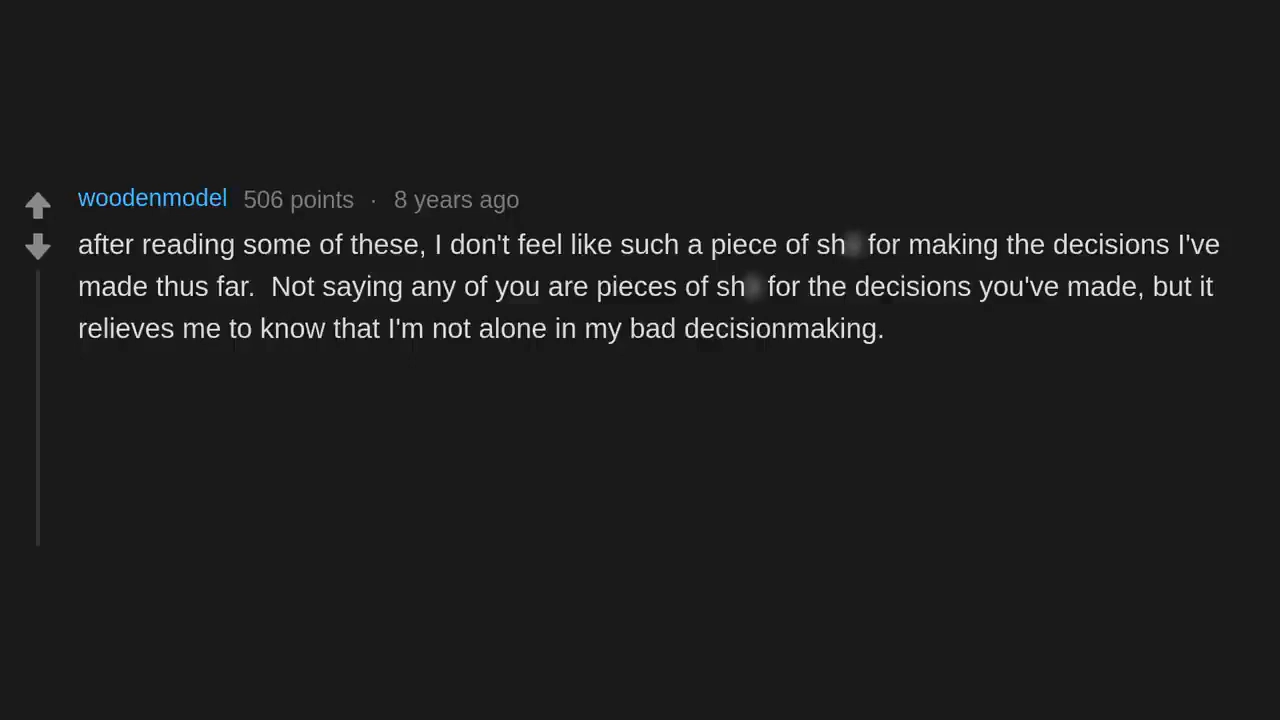 woodenmodel 506 points · 8 years ago
after reading some of these, I don't feel like such a piece of sh for making the decisions I've
made thus far.  Not saying any of you are pieces of sh for the decisions you've made, but it
relieves me to know that I'm not alone in my bad decisionmaking.